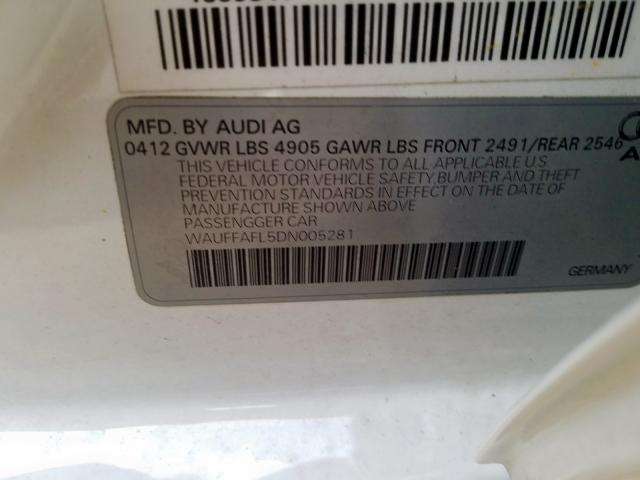 MFD. BY AUDI AG
0412 GVWR LBS 4905 GAWR LBS FRONT 2491/REAR 2546
THIS VEHICLE CONFORMS TO ALL APPLICABLE U.S
FEDERAL MOTOR VEHICLE SAFETY, BUMPER AND THEFT
PREVENTION STANDARDS IN EFFECT ON THE DATE OF
MANUFACTURE SHOWN ABOVE
PASSENGGER CAR
WAUFFAFL5DN005281
GERMANY